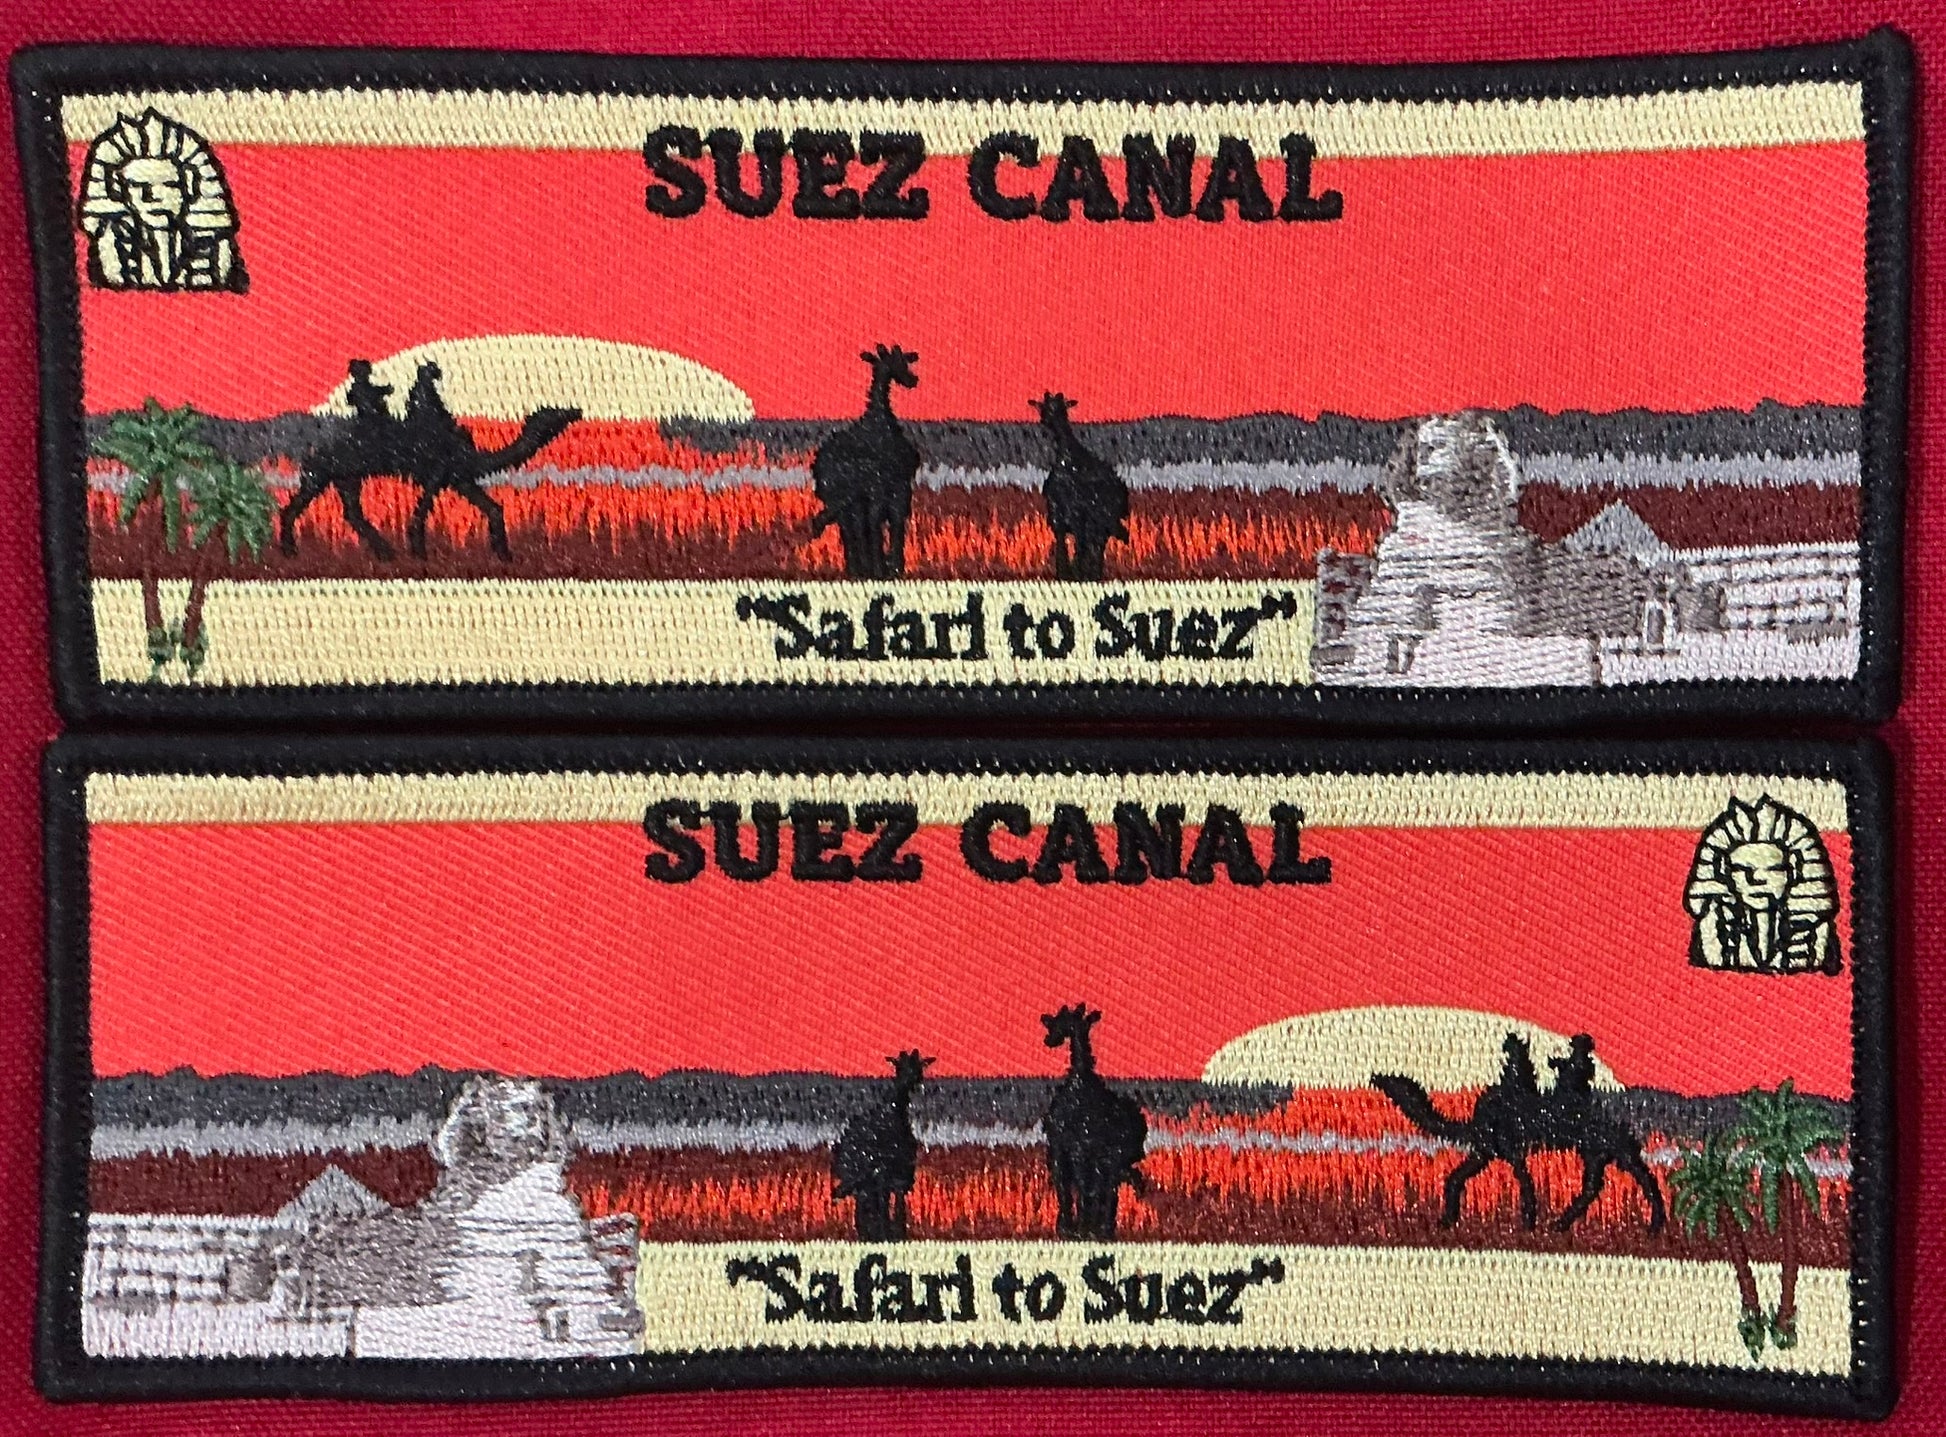 SUEZ CANAL
"Safari to Suez"
SUEZ CANAL
"Safari to Suez"